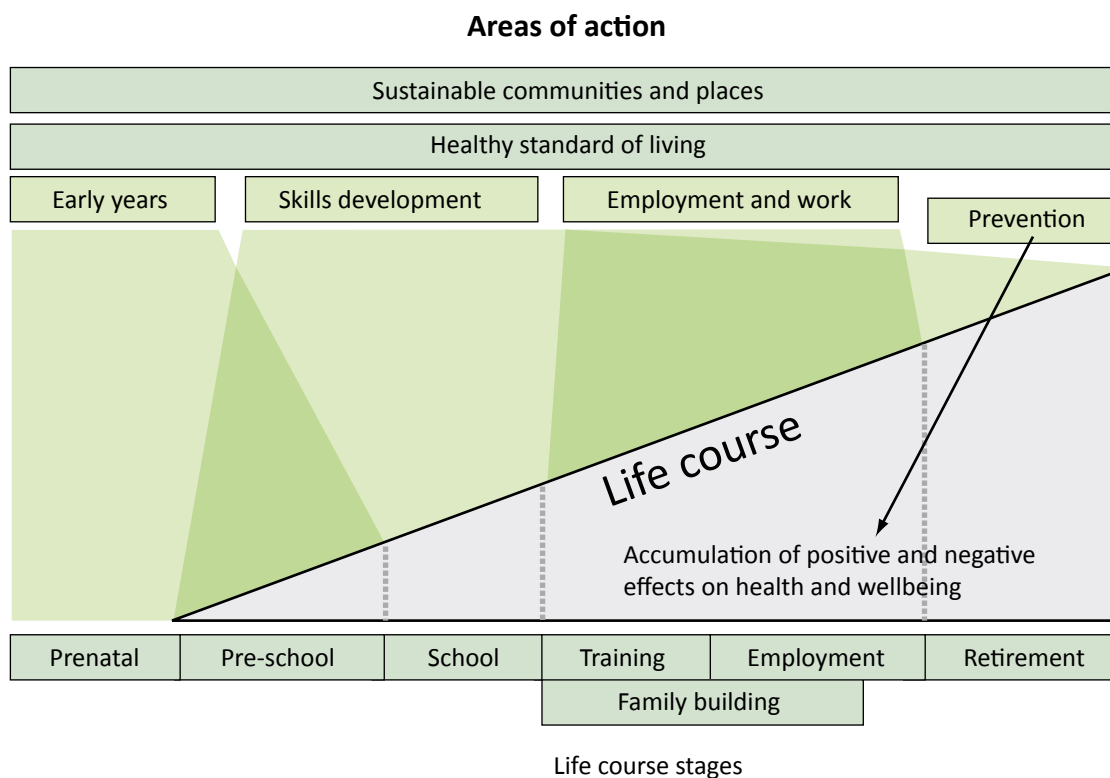 Areas of action
Sustainable communities and places
Healthy standard of living
Early years
Skills development
Employment and work
Prevention
Life course
Accumulation of positive and negative
effects on health and wellbeing
Prenatal
Pre-school
School
Training
Employment
Retirement
Family building
Life course stages